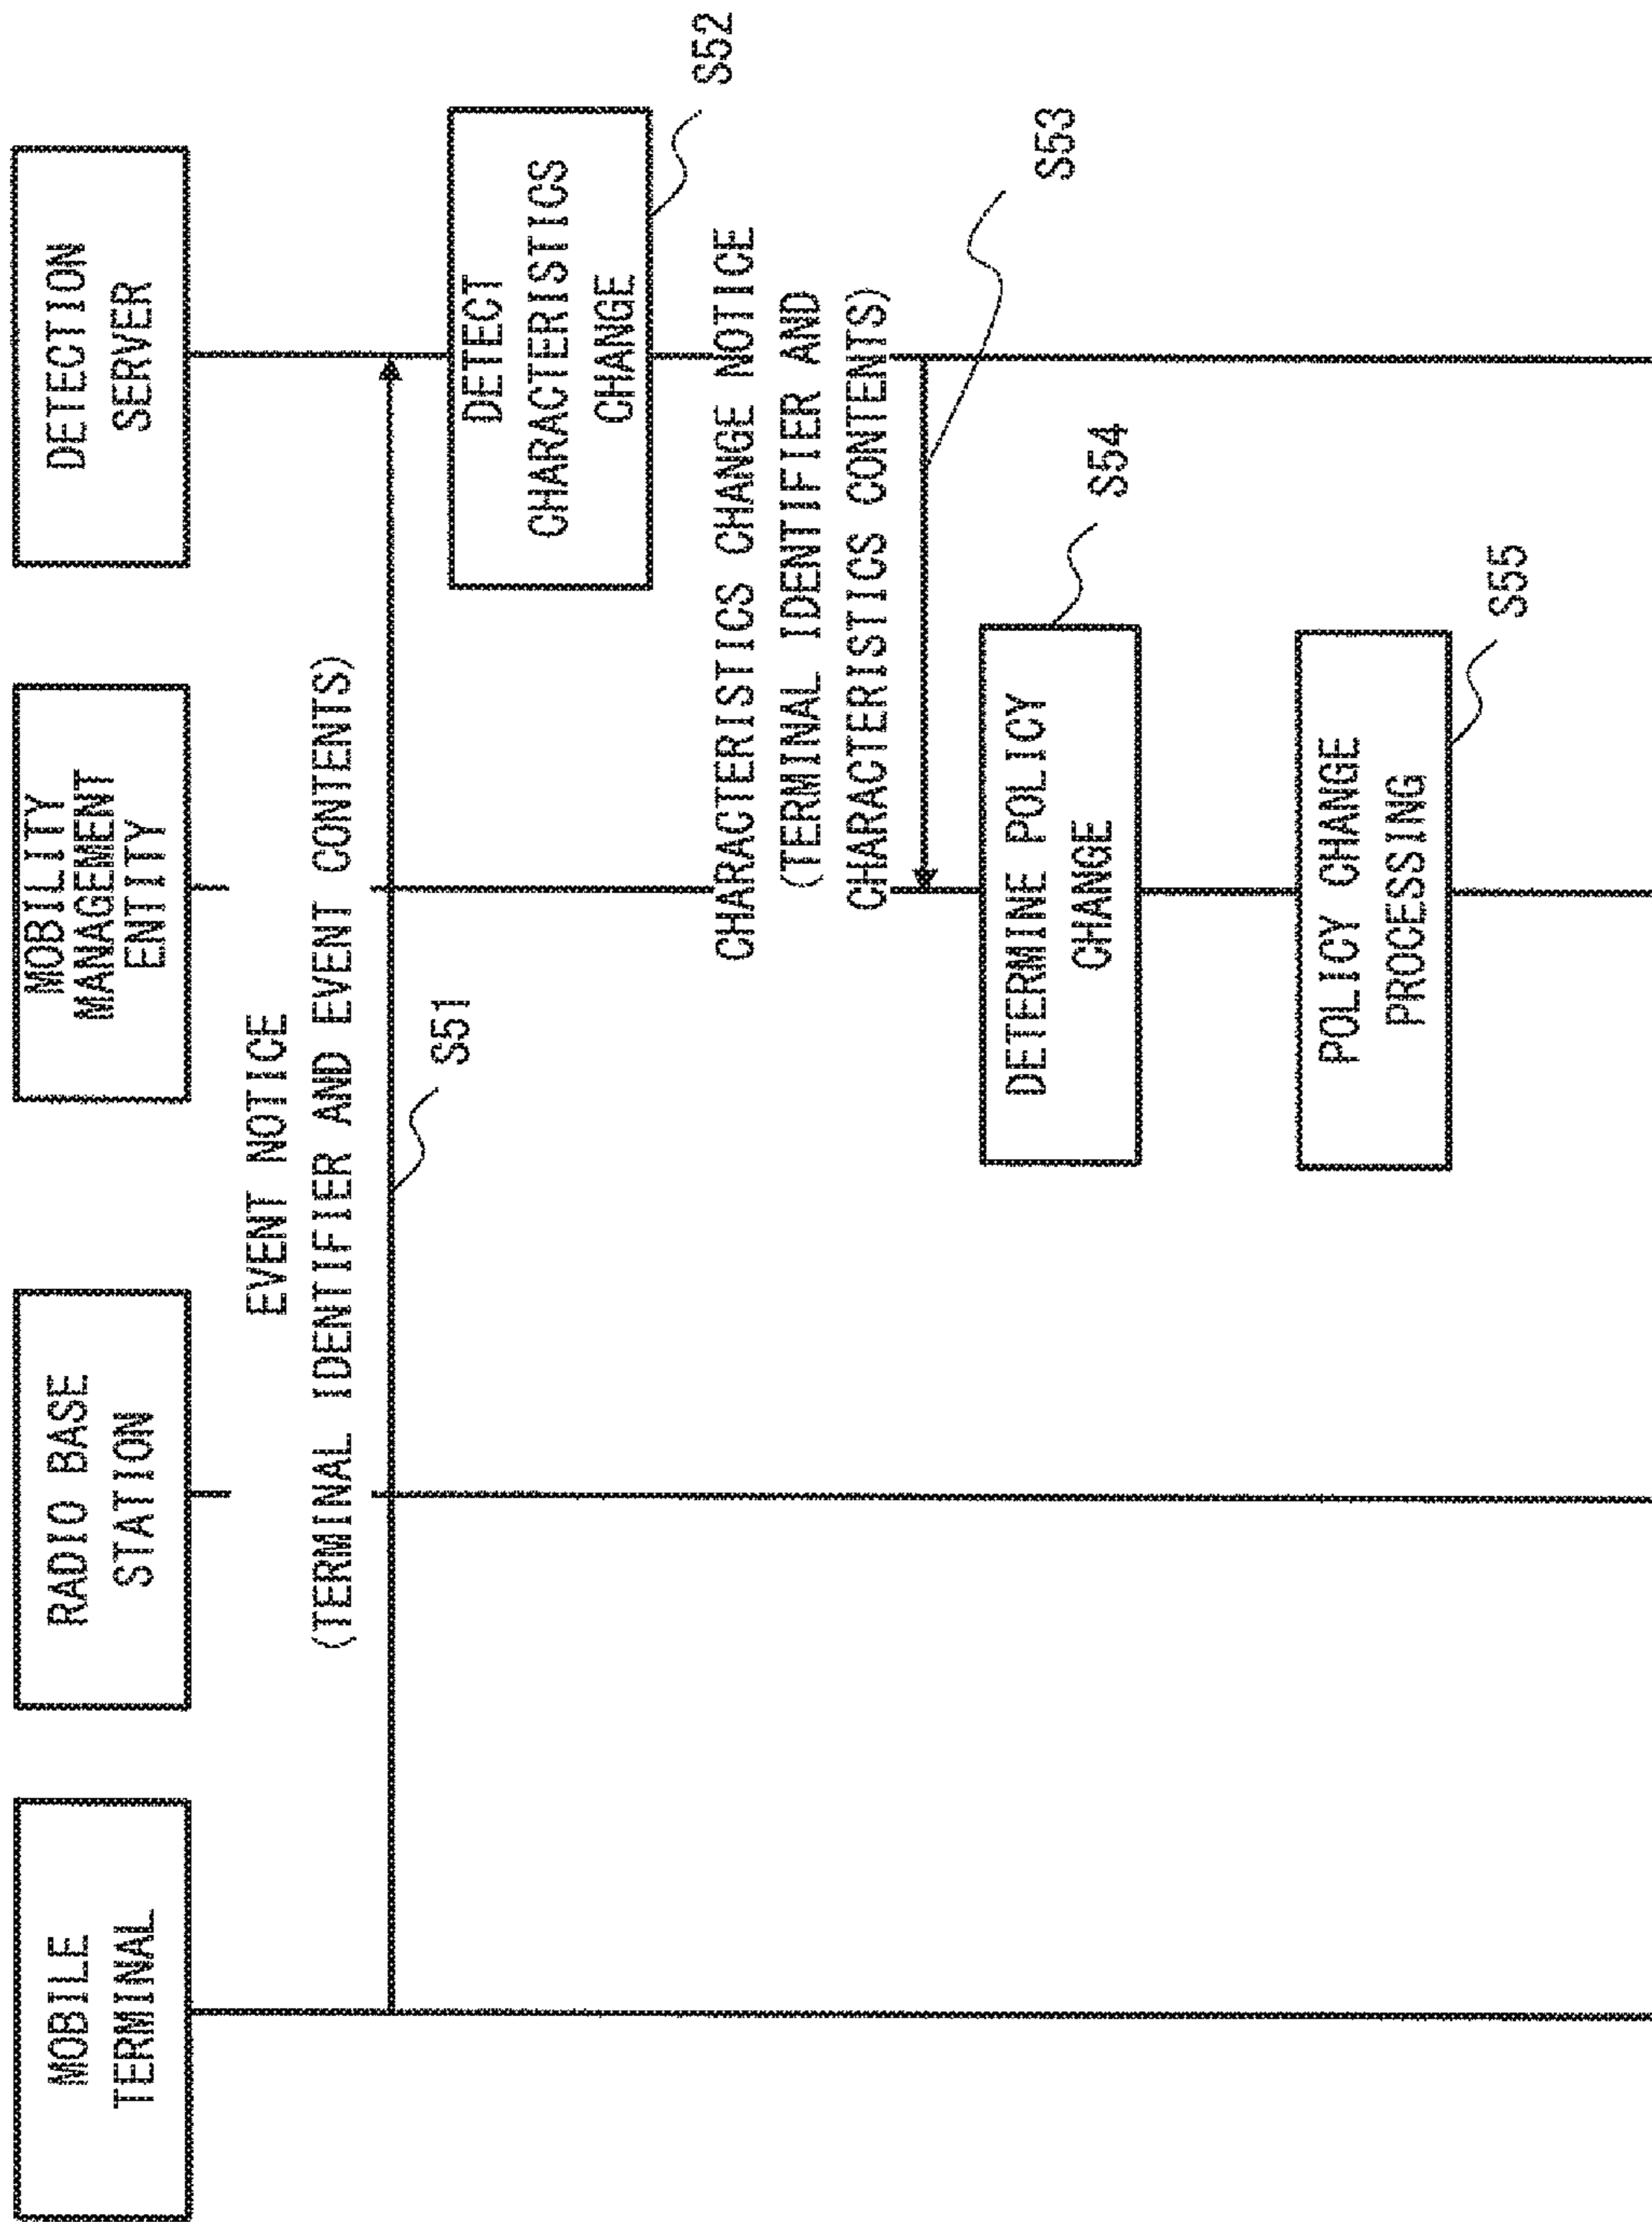 MOBILE
TERMINAL
RADIO BASE
STATION
MOBILITY
MANAGEMENT
ENTITY
DETECTION
SERVER
EVENT NOTICE
(TERMINAL IDENTIFIER AND EVENT CONTENTS)
S51
DETECT
CHARACTERISTICS
CHANGE
S52
CHARACTERISTICS CHANGE NOTICE
(TERMINAL IDENTIFIER AND
CHARACTERISTICS CONTENTS)
S53
DETERMINE POLICY
CHANGE
S54
POLICY CHANGE
PROCESSING
S55